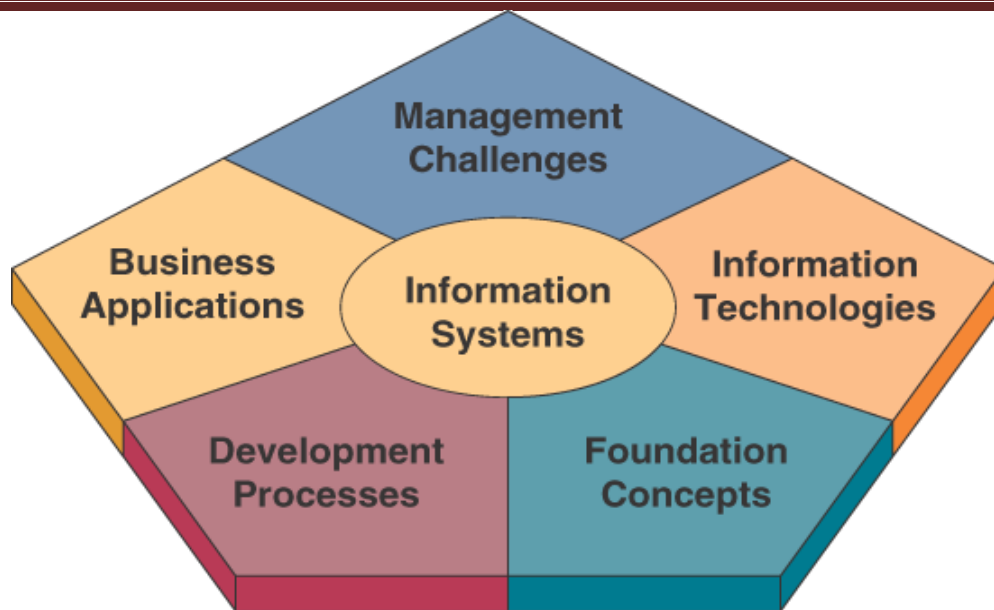 Management
Challenges
Business
Applications
Information
Systems
Information
Technologies
Development
Processes
Foundation
Concepts